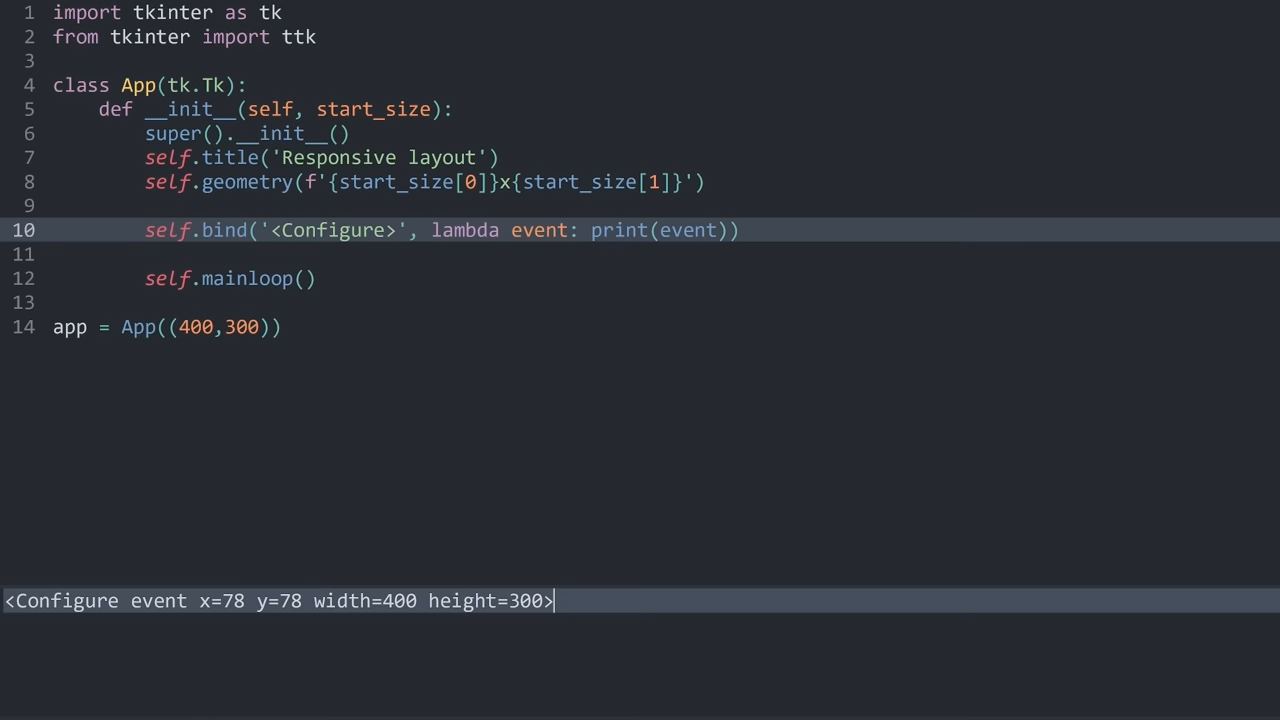 1 import tkinter as tk
2 from tkinter import ttk
3
4 class App(tk.Tk):
5     def __init__(self, start_size):
6         super().__init__()
7         self.title('Responsive layout')
8         self.geometry(f'{start_size[0]}x{start_size[1]}')
9
10         self.bind('<Configure>', lambda event: print(event))
11
12         self.mainloop()
13
14 app = App((400,300))
<Configure event x=78 y=78 width=400 height=300>